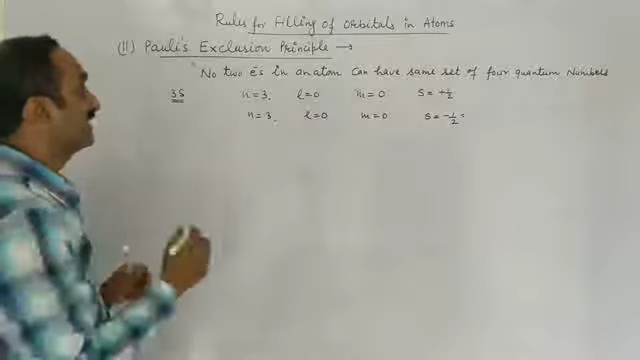 Rules for Filling of Orbitals in Atoms
(II) Pauli's Exclusion Principle →
No two e̅s in an atom can have same set of four quantum Numbers
3S n = 3. l = 0 m = 0 S = +1/2
n = 3. l = 0 m = 0 S = -1/2